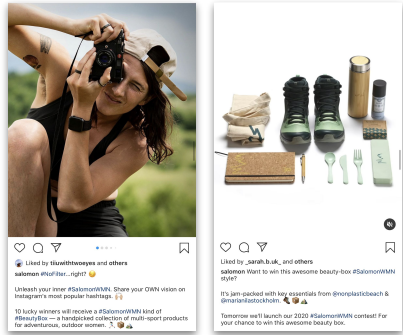 Liked by tiiuwithtwoeyes and others
salomon #NoFilter...right? 😏
Unleash your inner #SalomonWMN. Share your OWN vision on
Instagram's most popular hashtags. 🙌🏼
10 lucky winners will receive a #SalomonWMN kind of
#BeautyBox — a handpicked collection of multi-sport products
for adventurous, outdoor women. 🏃🏼‍♀️📦⛰️
Liked by _sarah.b.uk_ and others
salomon Want to win this awesome beauty-box #SalomonWMN
style?
It's jam-packed with key essentials from @nonplasticbeach &
@marianilastockholm. 🥾📦⛰️
Tomorrow we'll launch our 2020 #SalomonWMN contest! For
your chance to win this awesome beauty box.